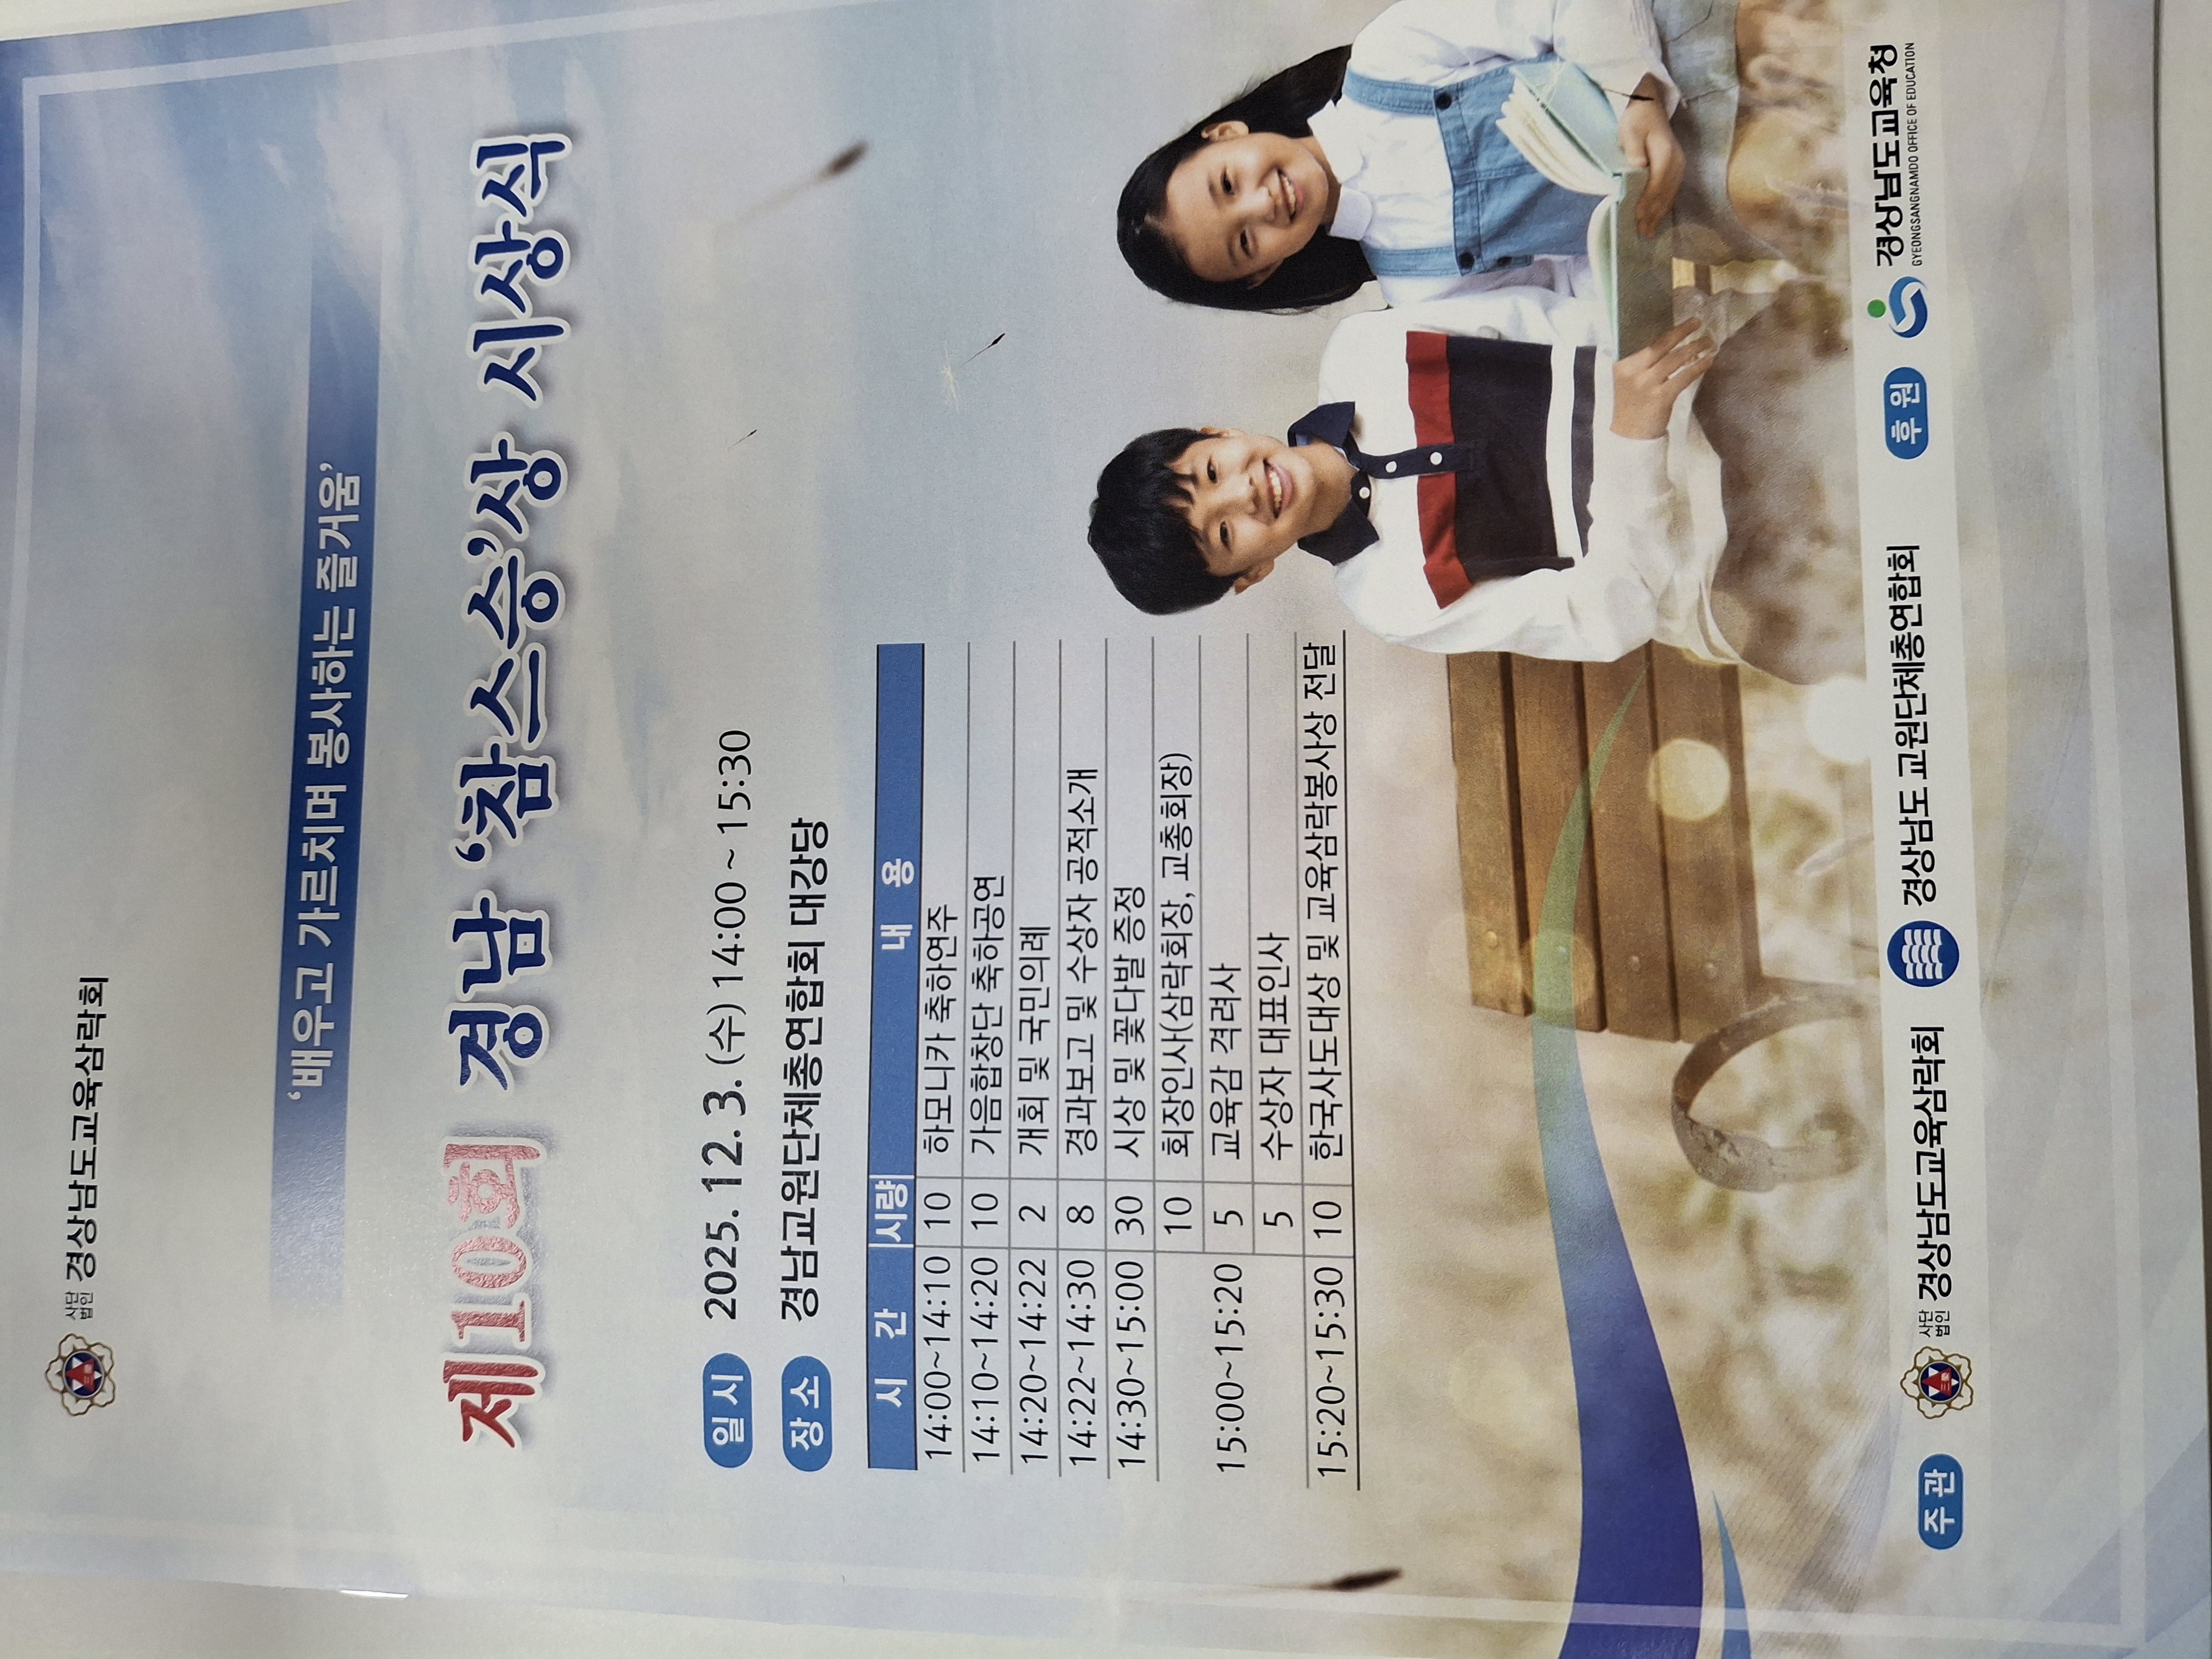 사단법인 경상남도교육삼락회
‘배우고 가르치며 봉사하는 즐거움’
제10회 경남 ‘참스승’상 시상식
일시 2025. 12. 3. (수) 14:00 ~ 15:30
장소 경남교원단체총연합회 대강당
시 간 시량 내 용
14:00~14:10 10 하모니카 축하연주
14:10~14:20 10 가음합창단 축하공연
14:20~14:22 2 개회 및 국민의례
14:22~14:30 8 경과보고 및 수상자 공적소개
14:30~15:00 30 시상 및 꽃다발 증정
15:00~15:20 10 회장인사(삼락회장, 교총회장)
5 교육감 격려사
5 수상자 대표인사
15:20~15:30 10 한국사도대상 및 교육삼락봉사상 전달
주관 사단법인 경상남도교육삼락회 경상남도 교원단체총연합회 후원 경상남도교육청
GYEONGSANGNAMDO OFFICE OF EDUCATION